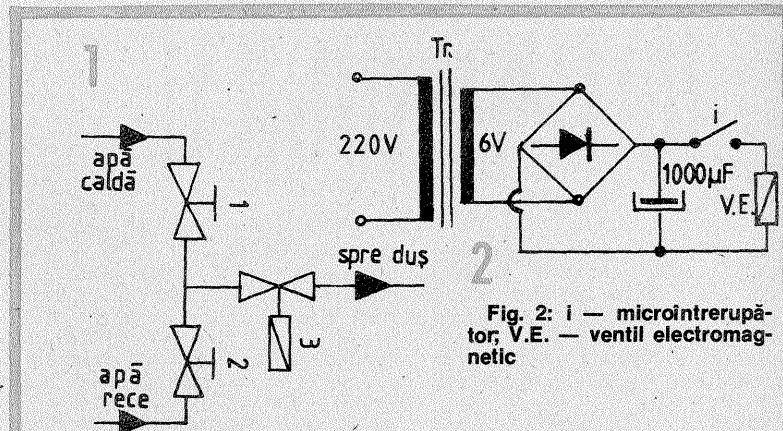 1
apă
caldă
1
2
apă
rece
3
spre duș
Tr.
220V
6V
i
1000µF
V.E.
2
Fig. 2: i — microîntrerupă-
tor; V.E. — ventil electromag-
netic